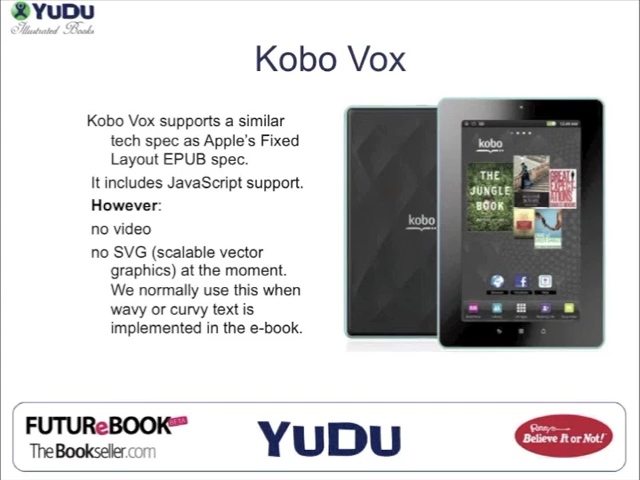 YUDU
Illustrated Books
Kobo Vox
Kobo Vox supports a similar
tech spec as Apple's Fixed
Layout EPUB spec.
It includes JavaScript support.
However:
no video
no SVG (scalable vector
graphics) at the moment.
We normally use this when
wavy or curvy text is
implemented in the e-book.
kobo
kobo
THE
JUNGLE
BOOK
GREAT
EXPECT
ATIONS
FUTUReBOOK BETA
TheBookseller.com
YUDU
Ripley's
Believe It or Not!